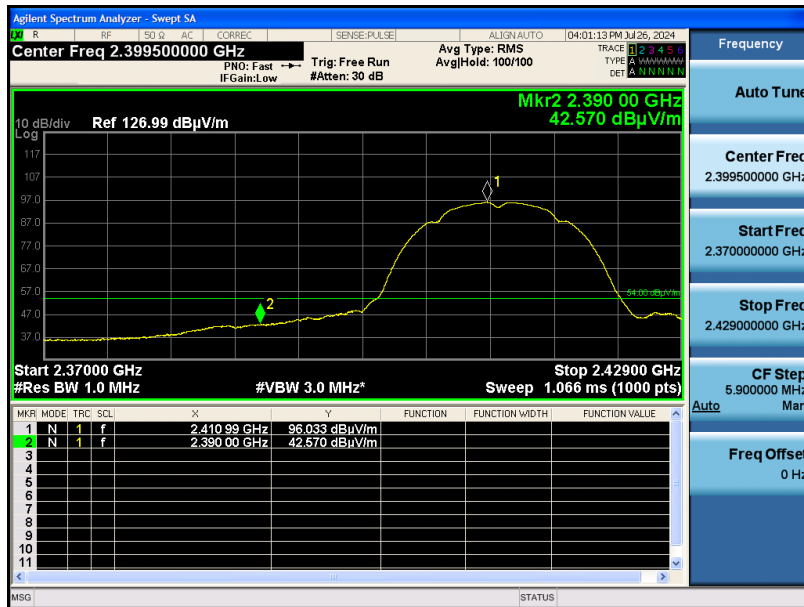 Agilent Spectrum Analyzer - Swept SA
LXI R RF 50 Ω AC CORREC SENSE:PULSE ALIGN AUTO 04:01:13 PM Jul 26, 2024
Center Freq 2.399500000 GHz
PNO: Fast
IFGain:Low
Trig: Free Run
#Atten: 30 dB
Avg Type: RMS
Avg|Hold: 100/100
TRACE 1 2 3 4 5 6
TYPE A WWWWW
DET A N N N N N
Mkr2 2.390 00 GHz
42.570 dBµV/m
10 dB/div Ref 126.99 dBµV/m
Log
117
107
97.0
87.0
77.0
67.0
57.0
47.0
37.0
1
2
54.00 dBµV/m
Start 2.37000 GHz Stop 2.42900 GHz
#Res BW 1.0 MHz #VBW 3.0 MHz* Sweep 1.066 ms (1000 pts)
MKR MODE TRC SCL X Y FUNCTION FUNCTION WIDTH FUNCTION VALUE
1 N 1 f 2.410 99 GHz 96.033 dBµV/m
2 N 1 f 2.390 00 GHz 42.570 dBµV/m
3
4
5
6
7
8
9
10
11
MSG STATUS
Frequency
Auto Tune
Center Freq
2.399500000 GHz
Start Freq
2.370000000 GHz
Stop Freq
2.429000000 GHz
CF Step
5.900000 MHz
Auto Man
Freq Offset
0 Hz